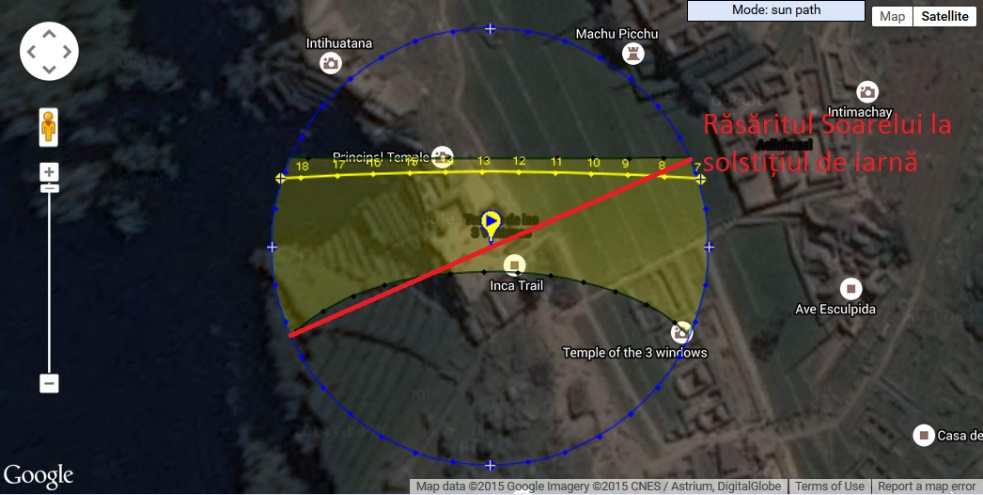 Mode: sun path
Map
Satellite
Intihuatana
Machu Picchu
Intimachay
Răsăritul Soarelui la
solstițiul de iarnă
Principal Temple
18
17
16
15
14
13
12
11
10
9
8
7
3 windows
Inca Trail
Ave Esculpida
Temple of the 3 windows
Casa de
Google
Map data ©2015 Google Imagery ©2015 CNES / Astrium, DigitalGlobe
Terms of Use
Report a map error